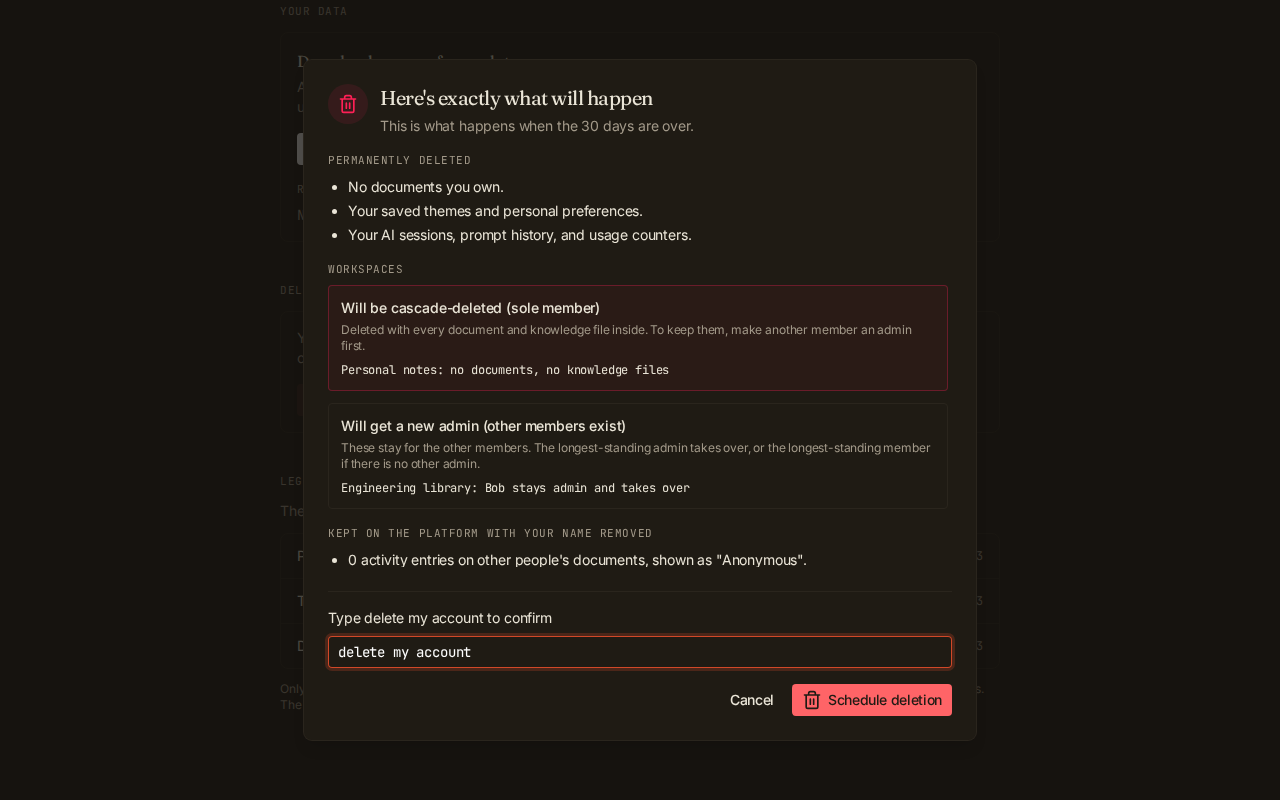 YOUR DATA
Here's exactly what will happen
This is what happens when the 30 days are over.
PERMANENTLY DELETED
No documents you own.
Your saved themes and personal preferences.
Your AI sessions, prompt history, and usage counters.
WORKSPACES
Will be cascade-deleted (sole member)
Deleted with every document and knowledge file inside. To keep them, make another member an admin
first.
Personal notes: no documents, no knowledge files
Will get a new admin (other members exist)
These stay for the other members. The longest-standing admin takes over, or the longest-standing member
if there is no other admin.
Engineering library: Bob stays admin and takes over
KEPT ON THE PLATFORM WITH YOUR NAME REMOVED
0 activity entries on other people's documents, shown as "Anonymous".
Type delete my account to confirm
delete my account
Cancel
Schedule deletion